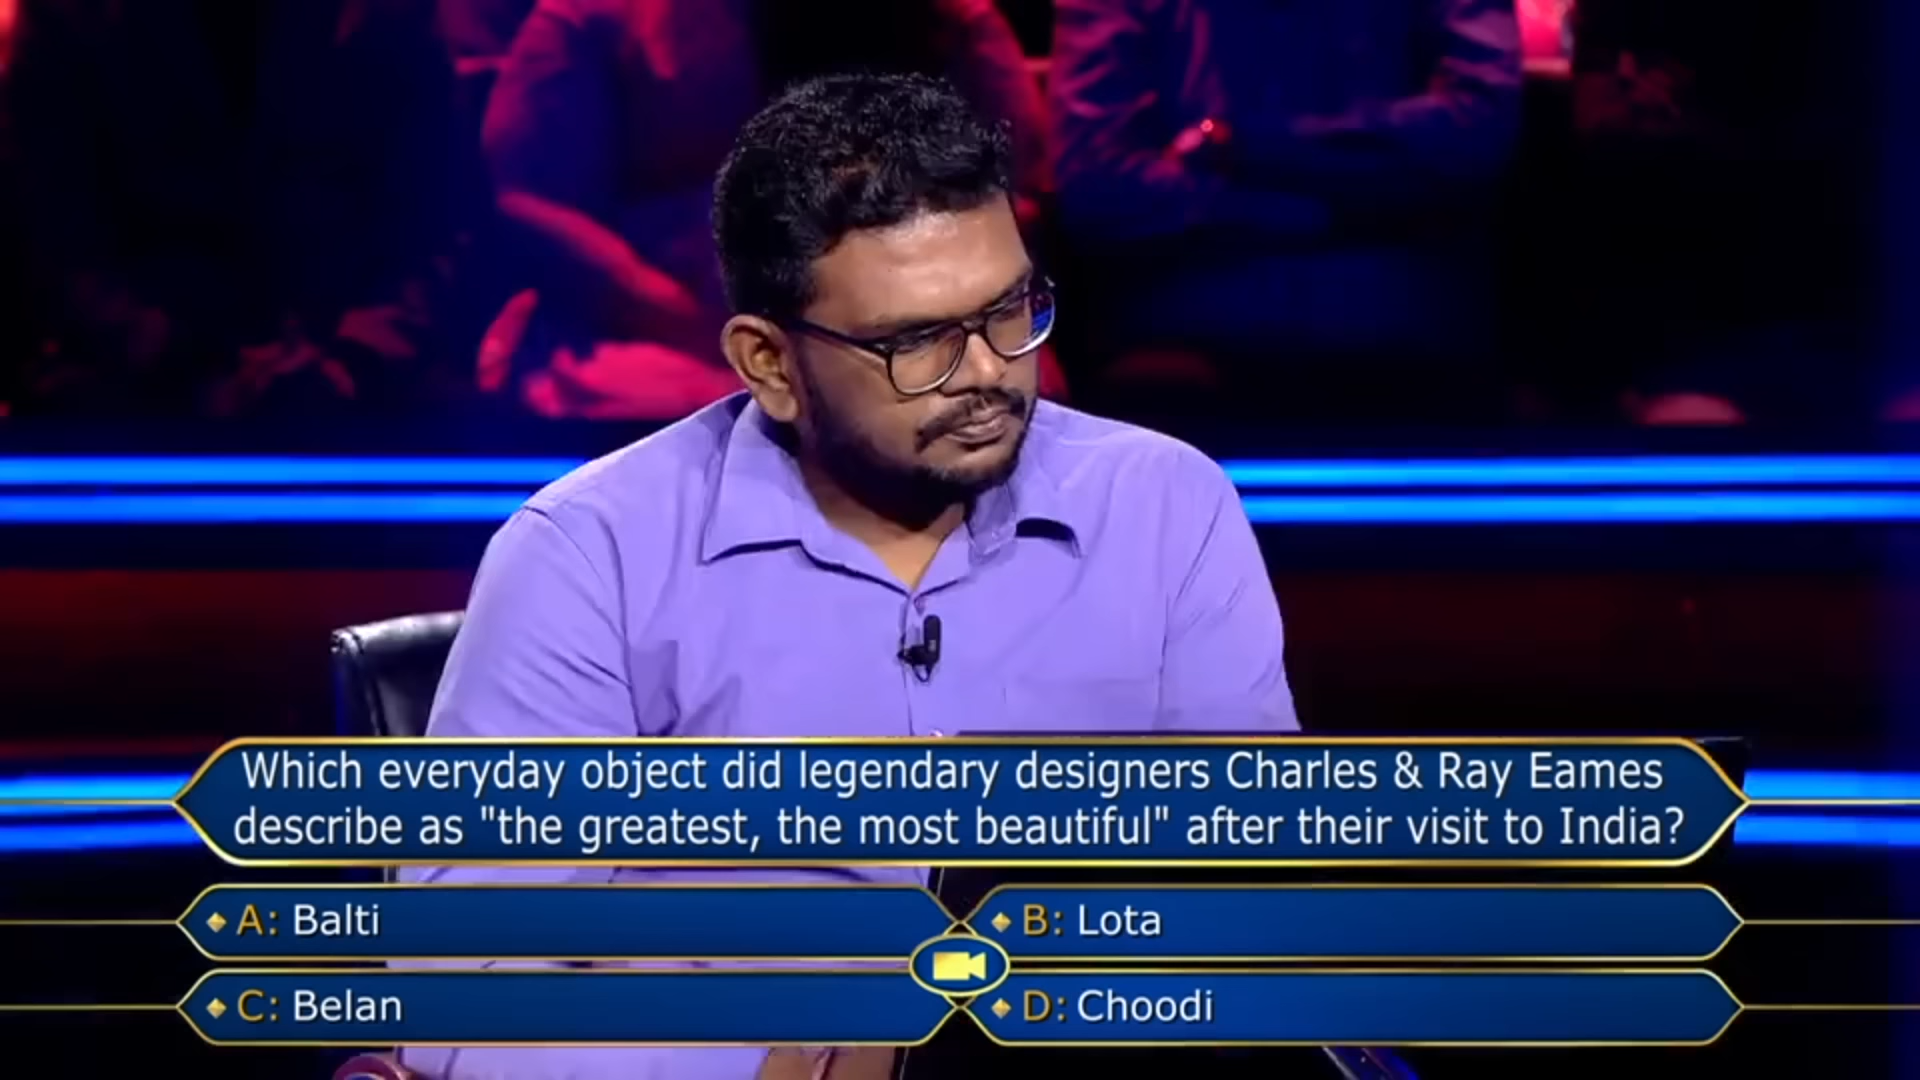 Which everyday object did legendary designers Charles & Ray Eames
describe as "the greatest, the most beautiful" after their visit to India?
A: Balti
B: Lota
C: Belan
D: Choodi